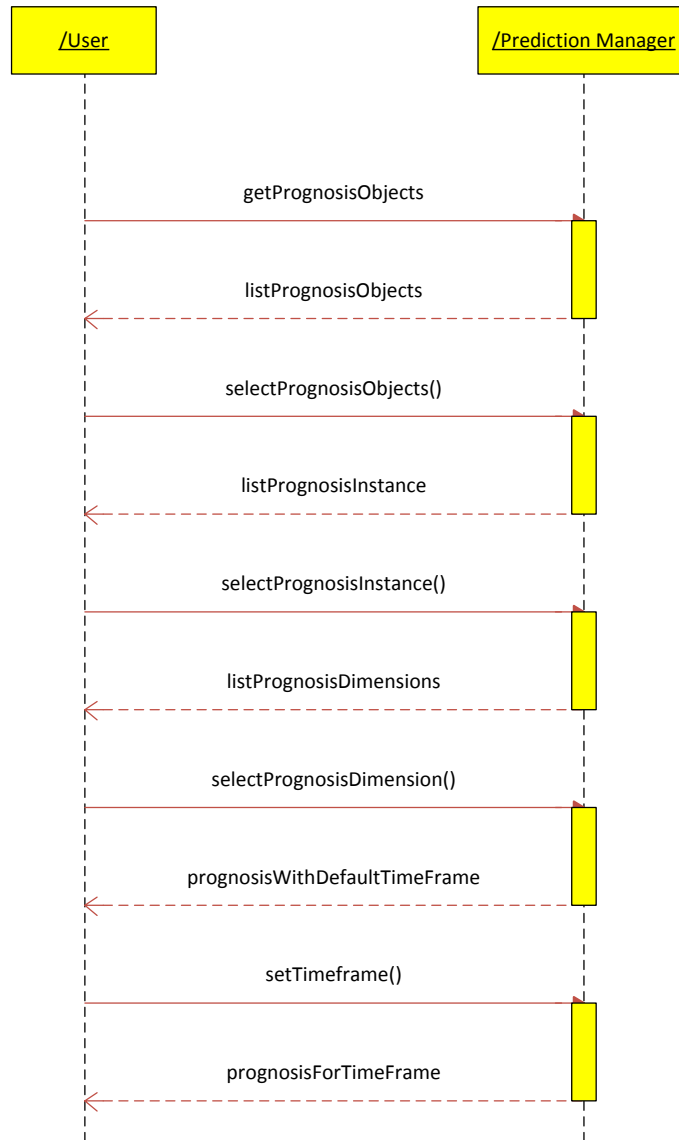 /User
/Prediction Manager
getPrognosisObjects
listPrognosisObjects
selectPrognosisObjects()
listPrognosisInstance
selectPrognosisInstance()
listPrognosisDimensions
selectPrognosisDimension()
prognosisWithDefaultTimeFrame
setTimeframe()
prognosisForTimeFrame